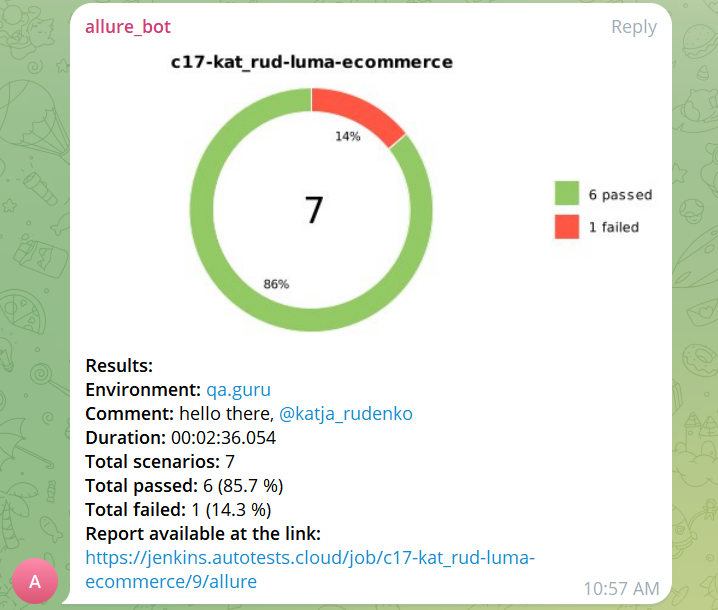 allure_bot
Reply
c17-kat_rud-luma-ecommerce
14%
7
86%
6 passed
1 failed
Results:
Environment: qa.guru
Comment: hello there, @katja_rudenko
Duration: 00:02:36.054
Total scenarios: 7
Total passed: 6 (85.7 %)
Total failed: 1 (14.3 %)
Report available at the link:
https://jenkins.autotests.cloud/job/c17-kat_rud-luma-
ecommerce/9/allure
A
10:57 AM